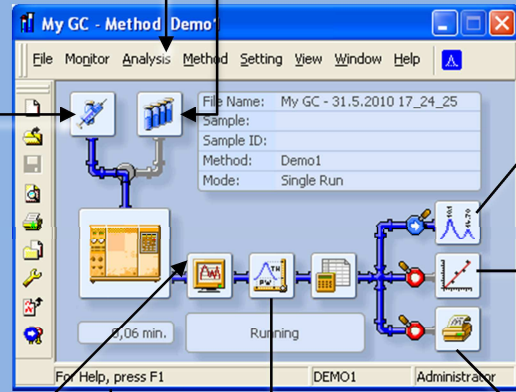 My GC - Method Demo1
File Monitor Analysis Method Setting View Window Help
File Name: My GC - 31.5.2010 17_24_25
Sample:
Sample ID:
Method: Demo1
Mode: Single Run
TH
PW
0,06 min. Running
For Help, press F1 DEMO1 Administrator